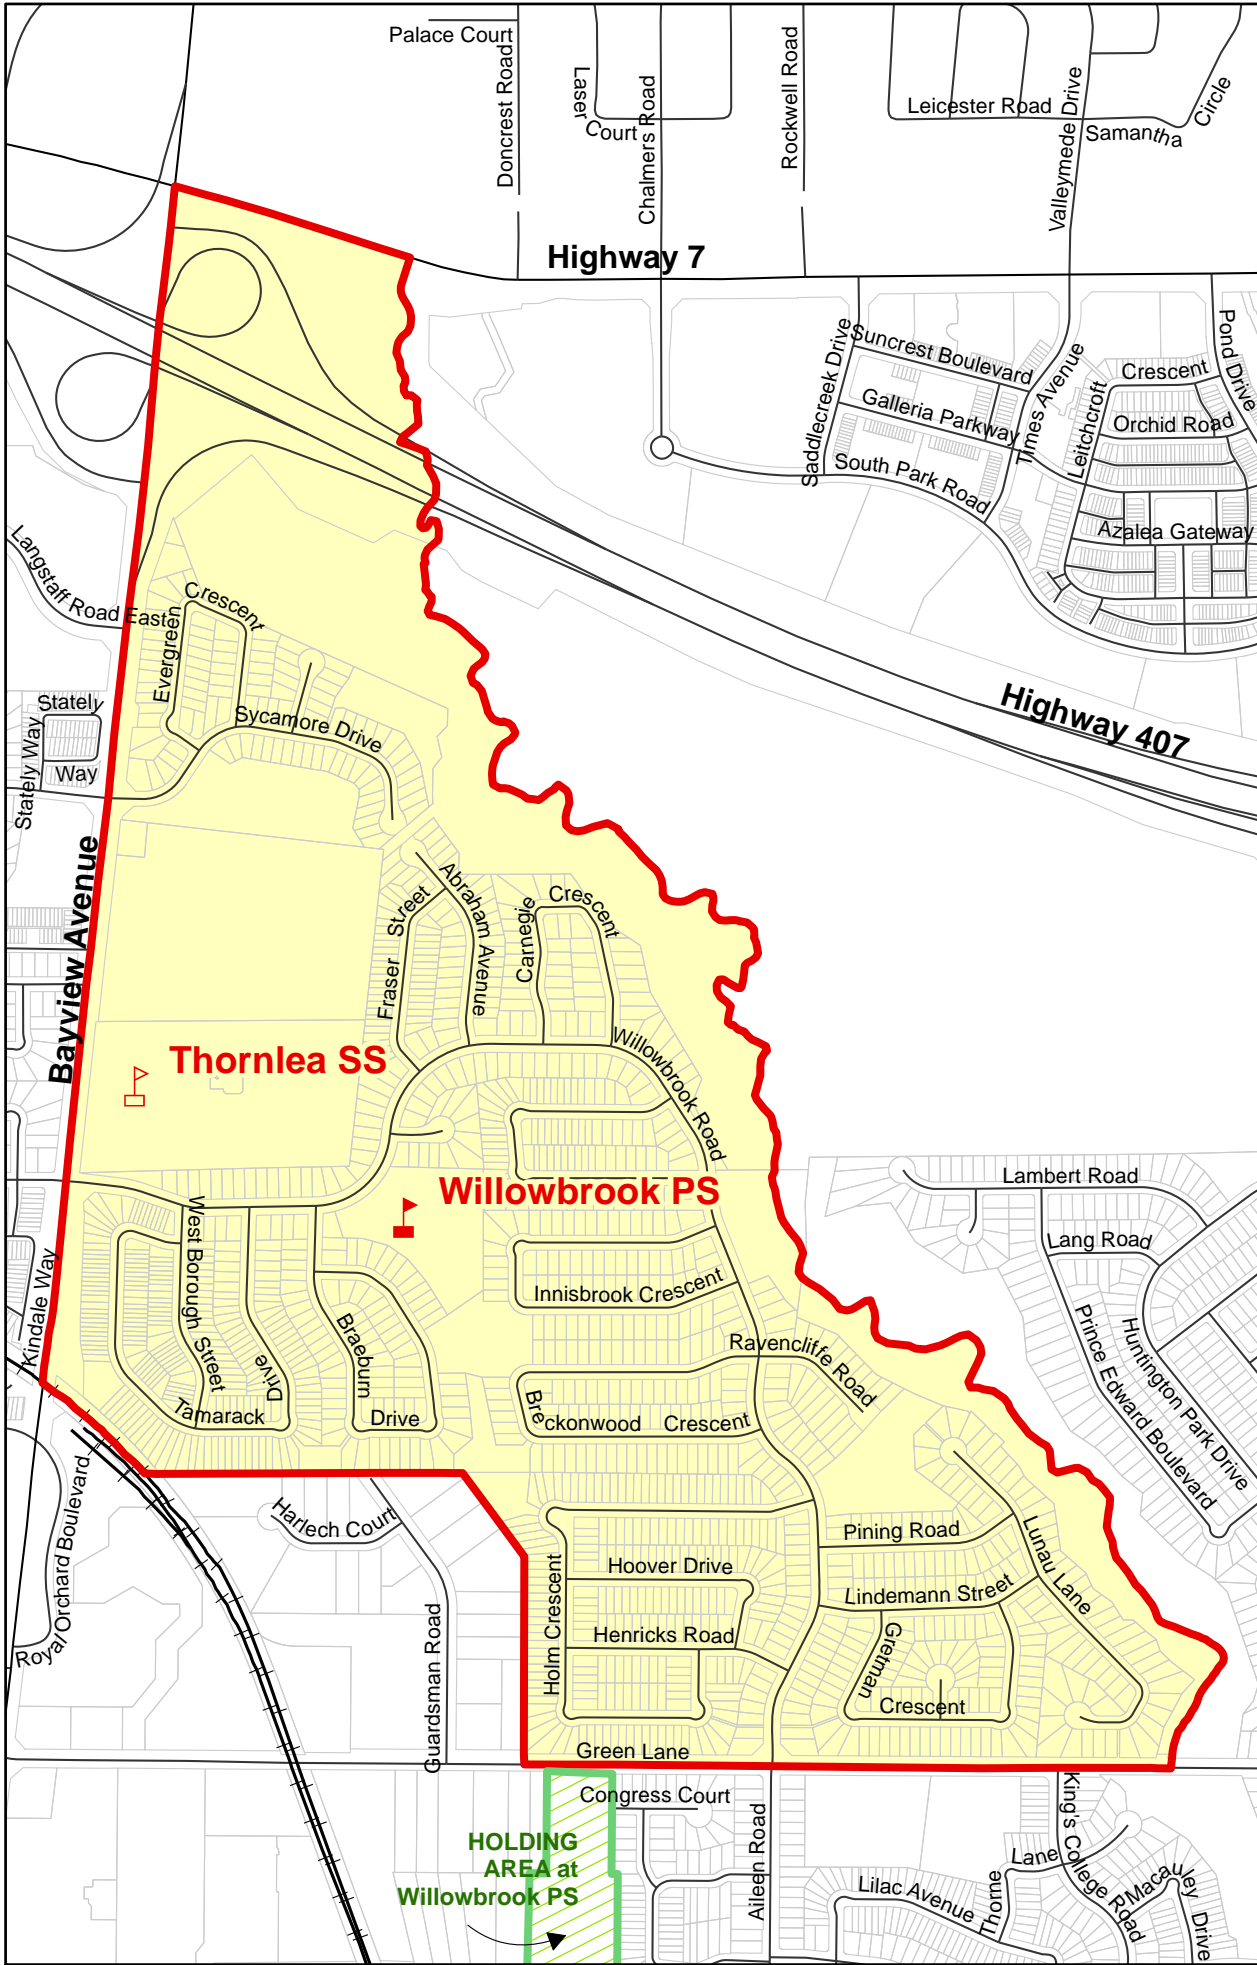 Palace Court
Doncrest Road
Laser
Court
Chalmers Road
Rockwell Road
Leicester Road
Valleymede Drive
Samantha
Circle
Highway 7
Saddlecreek Drive
Suncrest Boulevard
Galleria Parkway
South Park Road
Times Avenue
Leitchcroft
Crescent
Pond Drive
Orchid Road
Azalea Gateway
Langstaff Road East
Evergreen
Crescent
Sycamore Drive
Stately
Way
Stately Way
Highway 407
Bayview Avenue
Fraser
Street
Abraham Avenue
Carnegie
Crescent
Willowbrook Road
Thornlea SS
Willowbrook PS
Lambert Road
Lang Road
Prince Edward Boulevard
Huntington Park Drive
Kindale Way
West Borough
Street
Drive
Tamarack
Braeburn
Drive
Innisbrook Crescent
Ravencliffe Road
Breckonwood Crescent
Royal Orchard Boulevard
Harlech Court
Guardsman Road
Holm Crescent
Hoover Drive
Henricks Road
Pining Road
Lindemann Street
Lunau Lane
Gretman
Crescent
Green Lane
Congress Court
Aileen Road
HOLDING
AREA at
Willowbrook PS
Lilac Avenue
Thorne
Lane
King's College Road
Macauley
Drive